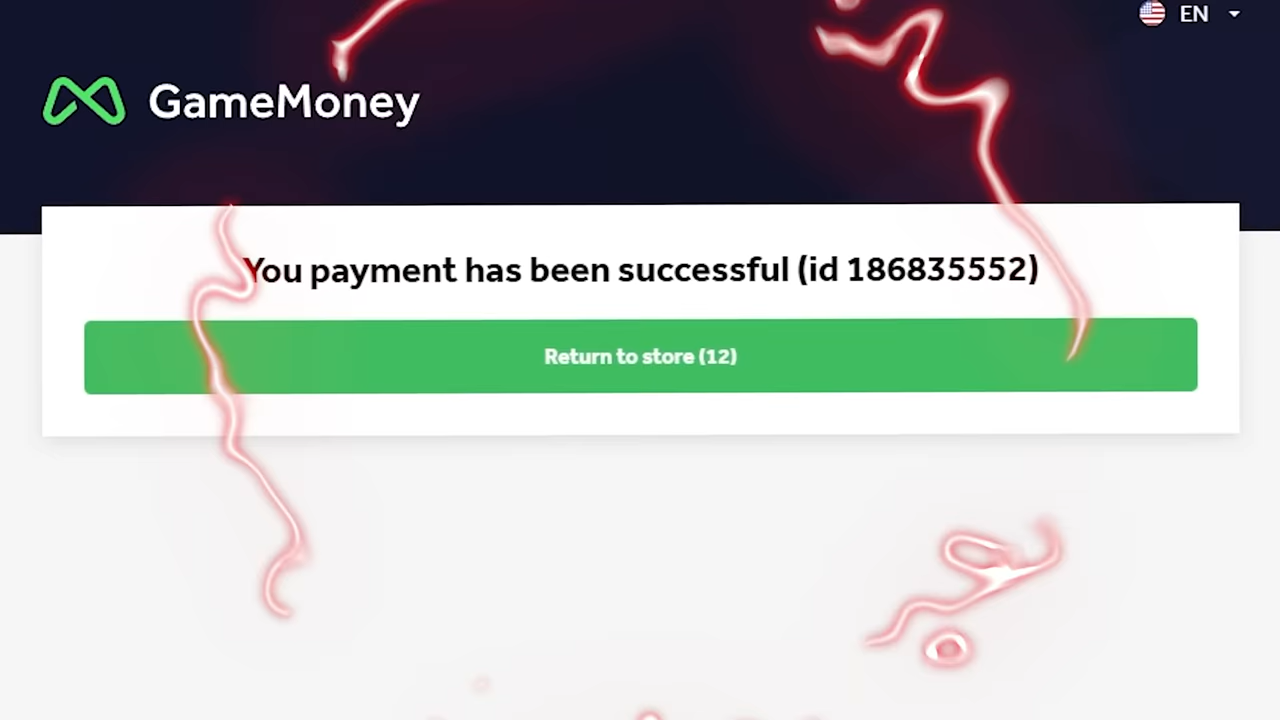 EN
GameMoney
You payment has been successful (id 186835552)
Return to store (12)